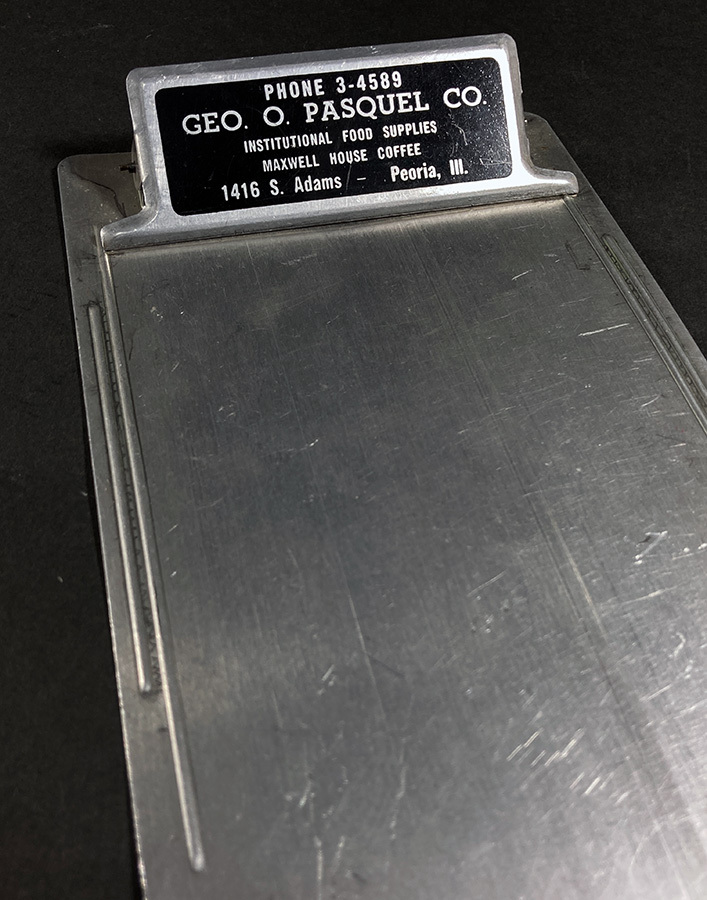 PHONE 3-4589
GEO. O. PASQUEL CO.
INSTITUTIONAL FOOD SUPPLIES
MAXWELL HOUSE COFFEE
1416 S. Adams — Peoria, Ill.